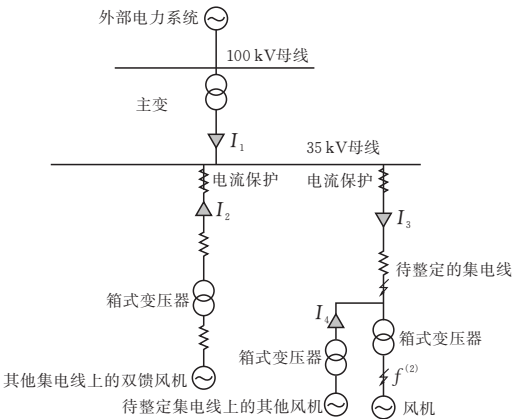 外部电力系统
100 kV母线
主变
I₁
35 kV母线
电流保护
电流保护
I₂
I₃
待整定的集电线
箱式变压器
I₄
箱式变压器
箱式变压器
f⁽²⁾
其他集电线上的双馈风机
待整定集电线上的其他风机
风机